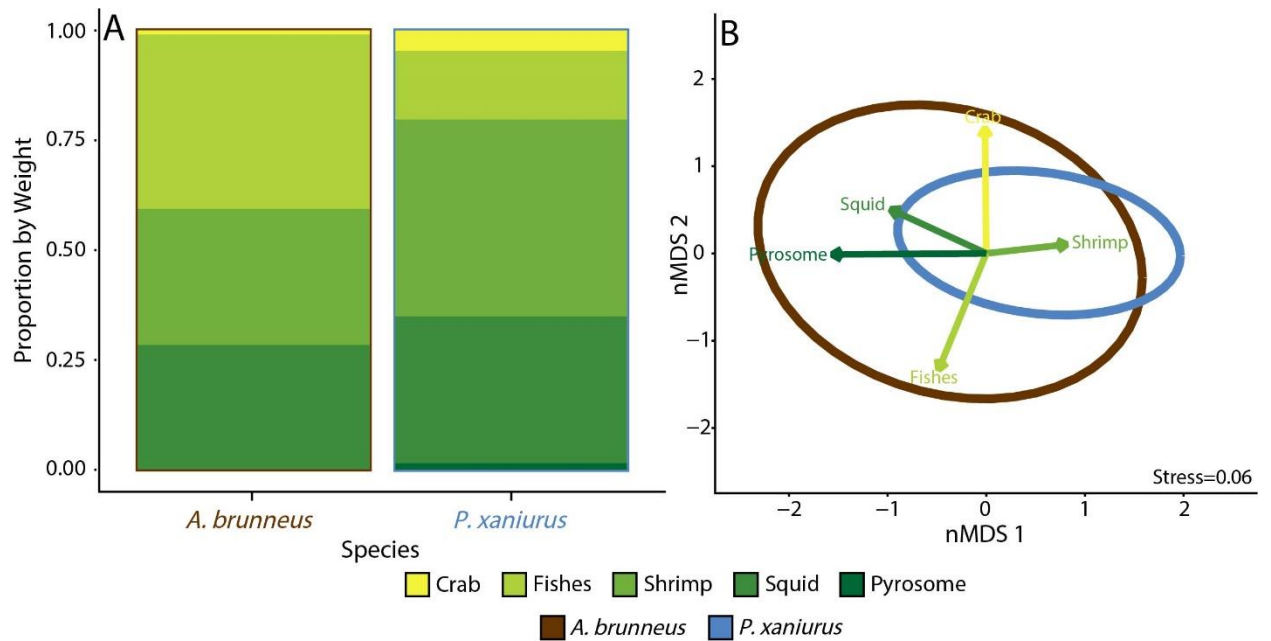 A
Proportion by Weight
1.00
0.75
0.50
0.25
0.00
A. brunneus
P. xaniurus
Species
B
nMDS 2
2
1
0
−1
−2
Crab
Squid
Shrimp
Pyrosome
Fishes
Stress=0.06
−2 −1 0 1 2
nMDS 1
Crab Fishes Shrimp Squid Pyrosome
A. brunneus P. xaniurus